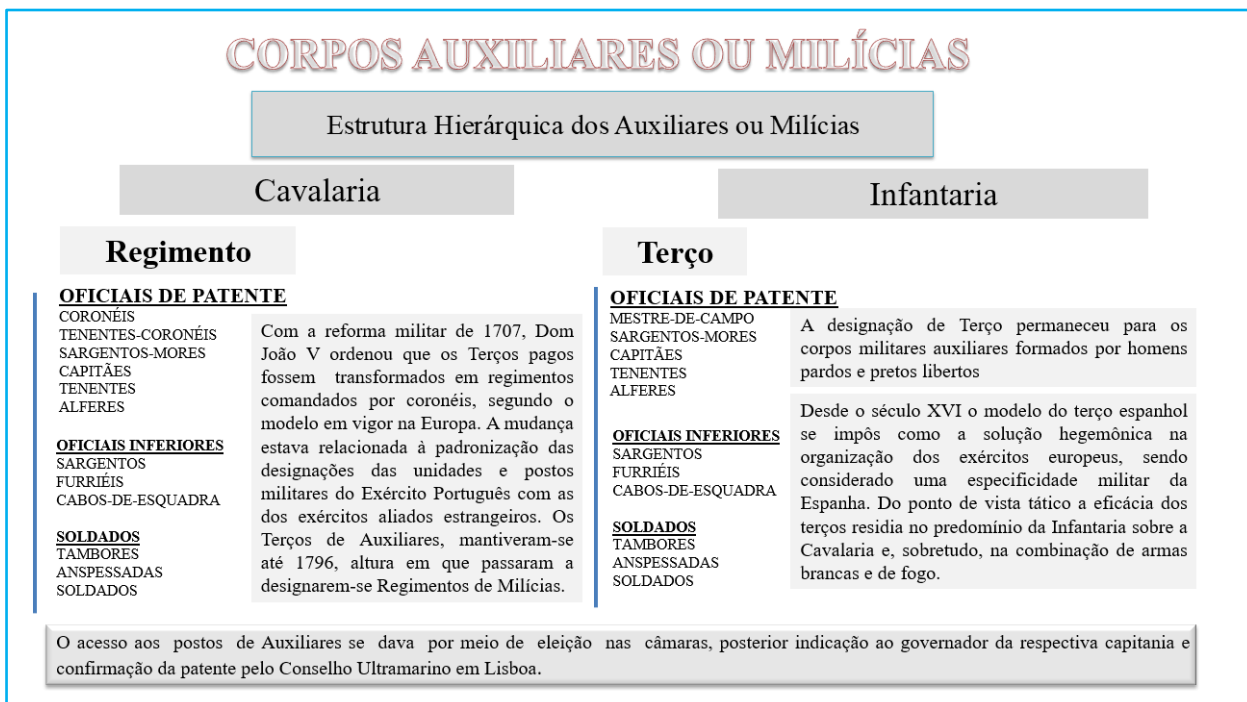 CORPOS AUXILIARES OU MILÍCIAS
Estrutura Hierárquica dos Auxiliares ou Milícias
Cavalaria
Regimento
OFICIAIS DE PATENTE
CORONÉIS
TENENTES-CORONÉIS
SARGENTOS-MORES
CAPITÃES
TENENTES
ALFERES
OFICIAIS INFERIORES
SARGENTOS
FURRIÉIS
CABOS-DE-ESQUADRA
SOLDADOS
TAMBORES
ANSPESSADAS
SOLDADOS
Com a reforma militar de 1707, Dom
João V ordenou que os Terços pagos
fossem transformados em regimentos
comandados por coronéis, segundo o
modelo em vigor na Europa. A mudança
estava relacionada à padronização das
designações das unidades e postos
militares do Exército Português com as
dos exércitos aliados estrangeiros. Os
Terços de Auxiliares, mantiveram-se
até 1796, altura em que passaram a
designarem-se Regimentos de Milícias.
Infantaria
Terço
OFICIAIS DE PATENTE
MESTRE-DE-CAMPO
SARGENTOS-MORES
CAPITÃES
TENENTES
ALFERES
OFICIAIS INFERIORES
SARGENTOS
FURRIÉIS
CABOS-DE-ESQUADRA
SOLDADOS
TAMBORES
ANSPESSADAS
SOLDADOS
A designação de Terço permaneceu para os
corpos militares auxiliares formados por homens
pardos e pretos libertos
Desde o século XVI o modelo do terço espanhol
se impôs como a solução hegemônica na
organização dos exércitos europeus, sendo
considerado uma especificidade militar da
Espanha. Do ponto de vista tático a eficácia dos
terços residia no predomínio da Infantaria sobre a
Cavalaria e, sobretudo, na combinação de armas
brancas e de fogo.
O acesso aos postos de Auxiliares se dava por meio de eleição nas câmaras, posterior indicação ao governador da respectiva capitania e
confirmação da patente pelo Conselho Ultramarino em Lisboa.